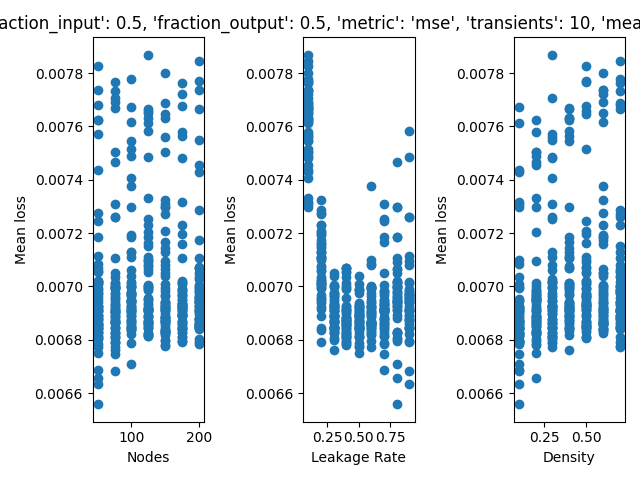 action_input': 0.5, 'fraction_output': 0.5, 'metric': 'mse', 'transients': 10, 'mea
0.0078 0.0078 0.0078
0.0076 0.0076 0.0076
0.0074 0.0074 0.0074
0.0072 0.0072 0.0072
0.0070 0.0070 0.0070
0.0068 0.0068 0.0068
0.0066 0.0066 0.0066
Mean loss Mean loss Mean loss
100 200 0.25 0.50 0.75 0.25 0.50
Nodes Leakage Rate Density